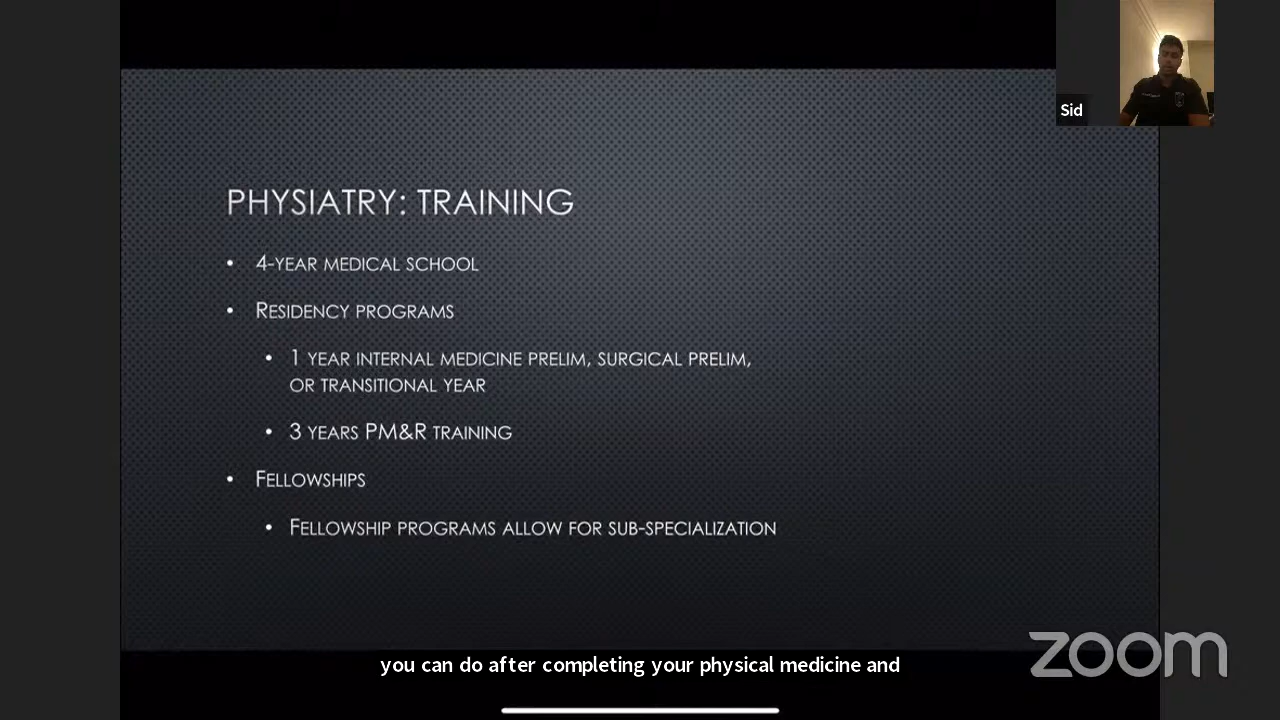 Sid
PHYSIATRY: TRAINING
• 4-YEAR MEDICAL SCHOOL
• RESIDENCY PROGRAMS
• 1 YEAR INTERNAL MEDICINE PRELIM, SURGICAL PRELIM,
OR TRANSITIONAL YEAR
• 3 YEARS PM&R TRAINING
• FELLOWSHIPS
• FELLOWSHIP PROGRAMS ALLOW FOR SUB-SPECIALIZATION
zoom
you can do after completing your physical medicine and